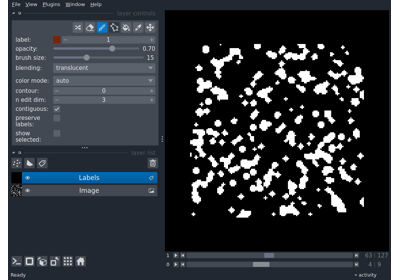 File View Plugins Window Help
layer controls
label: 1
opacity: 0.70
brush size: 15
blending: translucent
color mode: auto
contour: 0
n edit dim: 3
contiguous:
preserve
labels:
show
selected:
layer list
Labels
Image
1 63 127
0 4 9
Ready activity